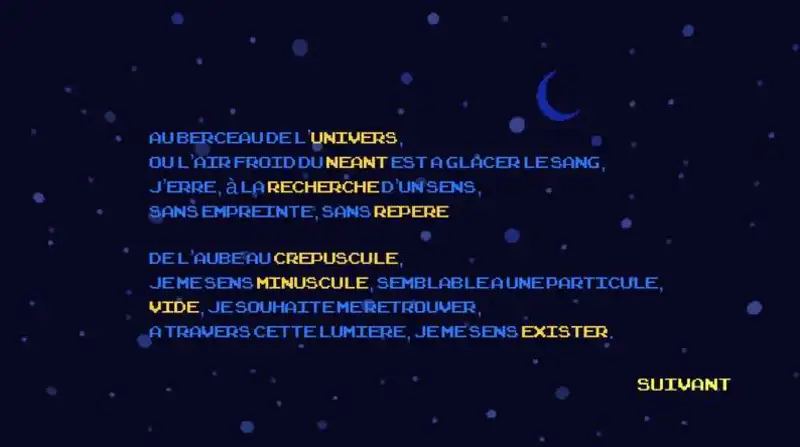 AU BERCEAU DE L'UNIVERS,
OU L'AIR FROID DU NEANT EST A GLACER LE SANG,
J'ERRE, à LA RECHERCHE D'UN SENS,
SANS EMPREINTE, SANS REPERE
DE L'AUBE AU CREPUSCULE,
JE ME SENS MINUSCULE, SEMBLABLE A UNE PARTICULE,
VIDE, JE SOUHAITE ME RETROUVER,
A TRAVERS CETTE LUMIERE, JE ME SENS EXISTER.
SUIVANT